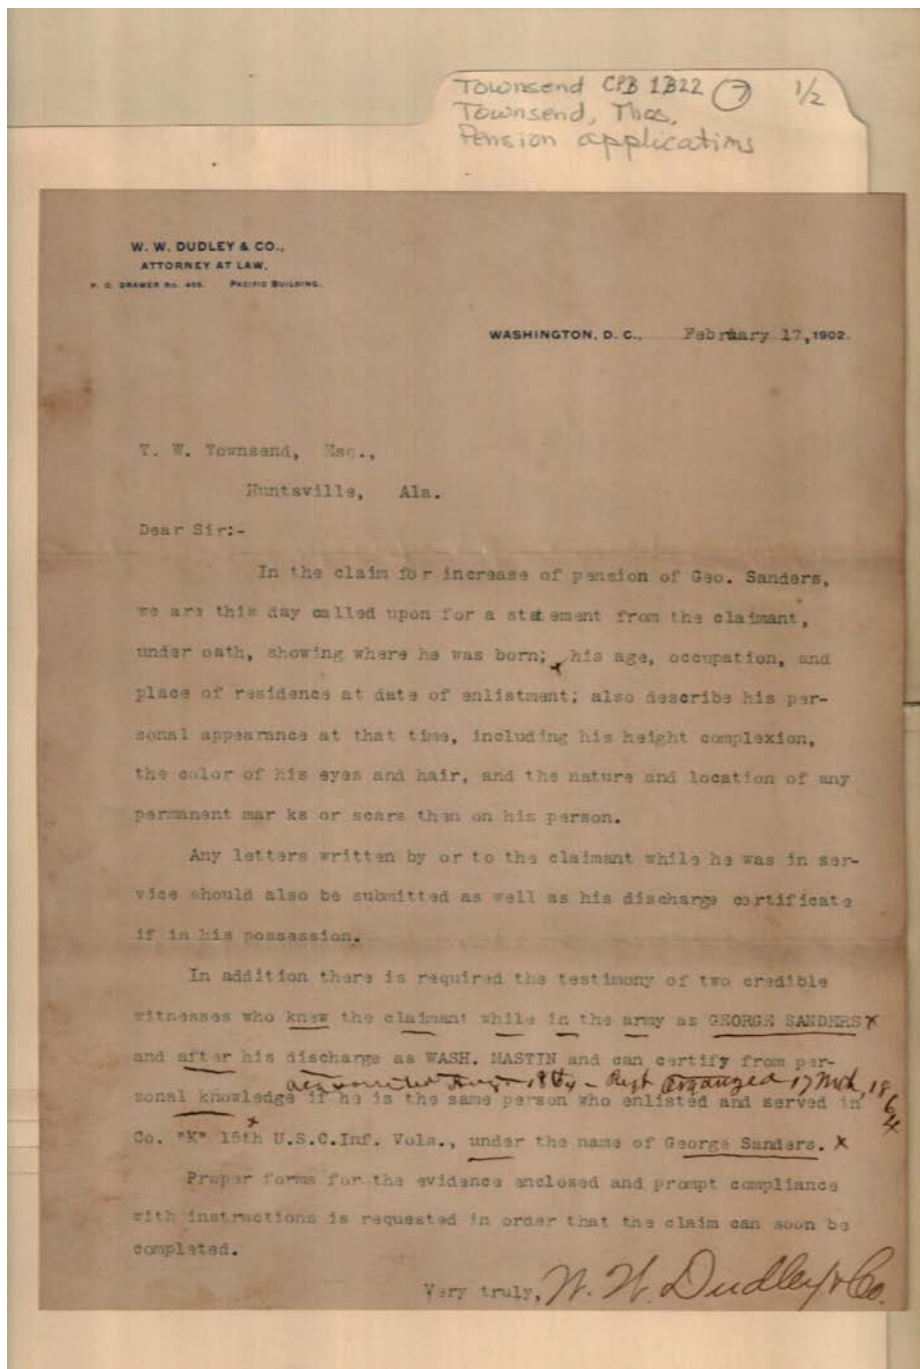 Townsend CPB 1B22 7 1/2
Townsend, Thos,
Pension applications
W. W. DUDLEY & CO.,
ATTORNEY AT LAW,
P. O. DRAWER No. 405. PACIFIC BUILDING.
WASHINGTON, D. C., February 17, 1902.
T. W. Townsend, Esq.,
Huntsville, Ala.
Dear Sir:-
In the claim for increase of pension of Geo. Sanders,
we are this day called upon for a statement from the claimant,
under oath, showing where he was born; his age, occupation, and
place of residence at date of enlistment; also describe his per-
sonal appearance at that time, including his height complexion,
the color of his eyes and hair, and the nature and location of any
permanent mar ks or scars then on his person.
Any letters written by or to the claimant while he was in ser-
vice should also be submitted as well as his discharge certificate
if in his possession.
In addition there is required the testimony of two credible
witnesses who knew the claimant while in the army as GEORGE SANDERS x
and after his discharge as WASH. MASTIN and can certify from per-
Augt 1864 - Regt organized 17 Mch, 1864
sonal knowledge if he is the same person who enlisted and served in
x
Co. "K" 15th U.S.C.Inf. Vols., under the name of George Sanders. x
Proper forms for the evidence enclosed and prompt compliance
with instructions is requested in order that the claim can soon be
completed.
Very truly, W. W. Dudley & Co.